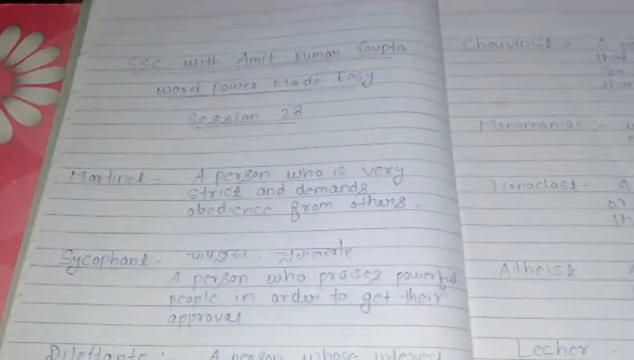 SSC with Amit Kumar Gupta
word Power Made Easy
Session 28
Martinet - A person who is very
strict and demands
obedience from others.
Sycophant -
A person who praises powerful
people in order to get their
approval
Dilettante : A person whose interest
Chauvinist - A
Monomaniac :-
Iconoclast - a
or
Atheist
Lecher -